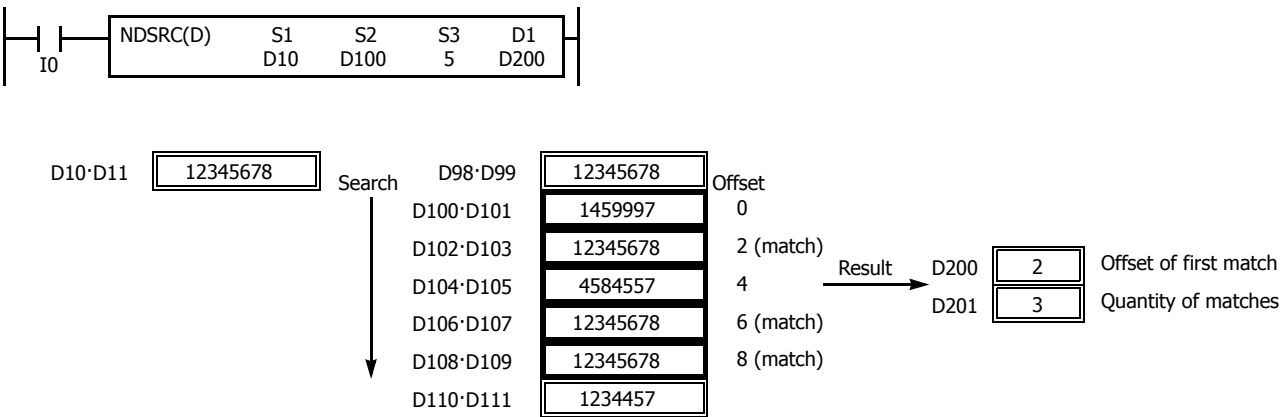 NDSRC(D) S1 S2 S3 D1
D10 D100 5 D200
I0
D10·D11 12345678 Search D98·D99 12345678 Offset
D100·D101 1459997 0
D102·D103 12345678 2 (match)
D104·D105 4584557 4
D106·D107 12345678 6 (match)
D108·D109 12345678 8 (match)
D110·D111 1234457
Result D200 2 Offset of first match
D201 3 Quantity of matches